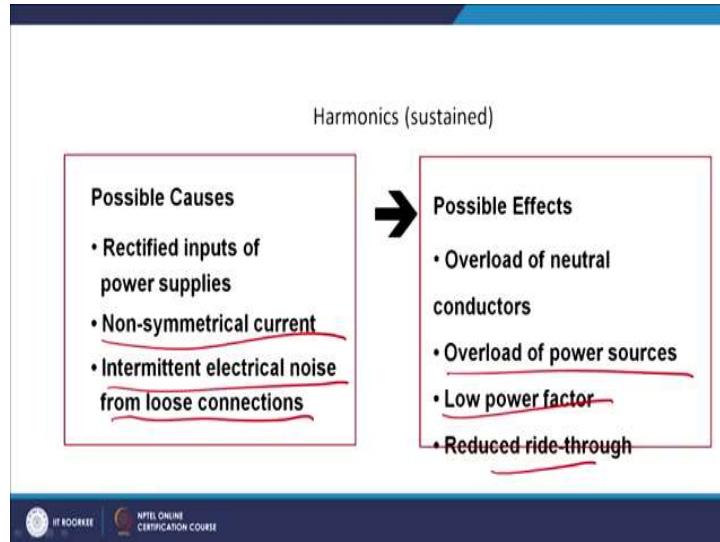 Harmonics (sustained)
Possible Causes
• Rectified inputs of
power supplies
• Non-symmetrical current
• Intermittent electrical noise
from loose connections
Possible Effects
• Overload of neutral
conductors
• Overload of power sources
• Low power factor
• Reduced ride-through
IIT ROORKEE
NPTEL ONLINE
CERTIFICATION COURSE